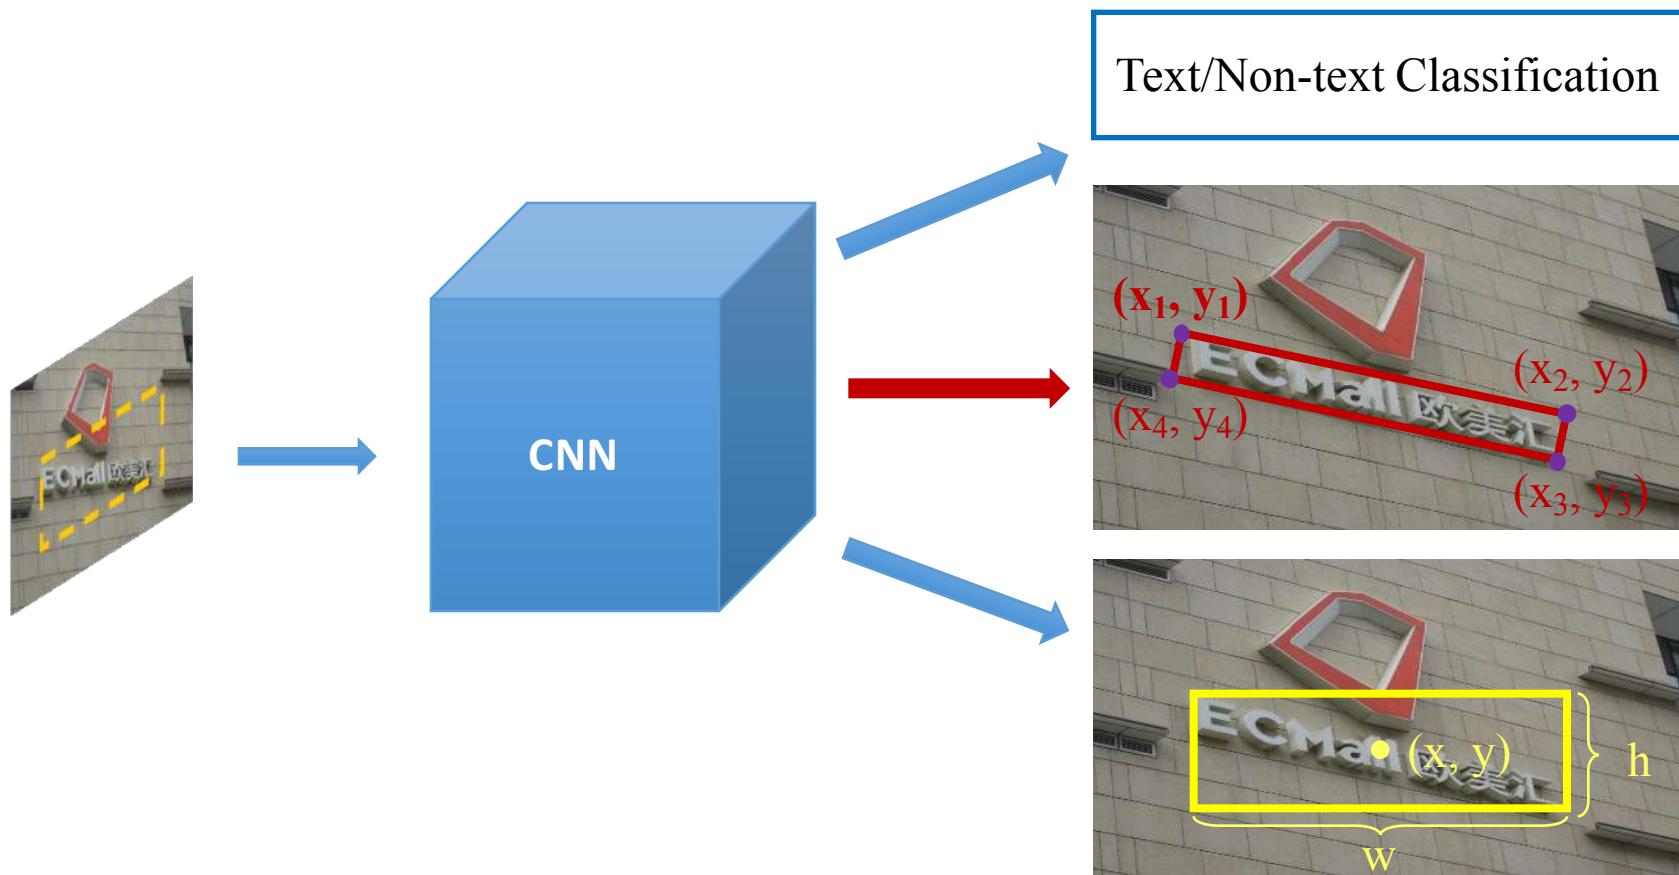 Text/Non-text Classification
(x₁, y₁)
ECMall 欧美汇
(x₂, y₂)
(x₄, y₄)
(x₃, y₃)
ECMall 欧美汇
CNN
ECMall 欧美汇
(x, y)
h
w